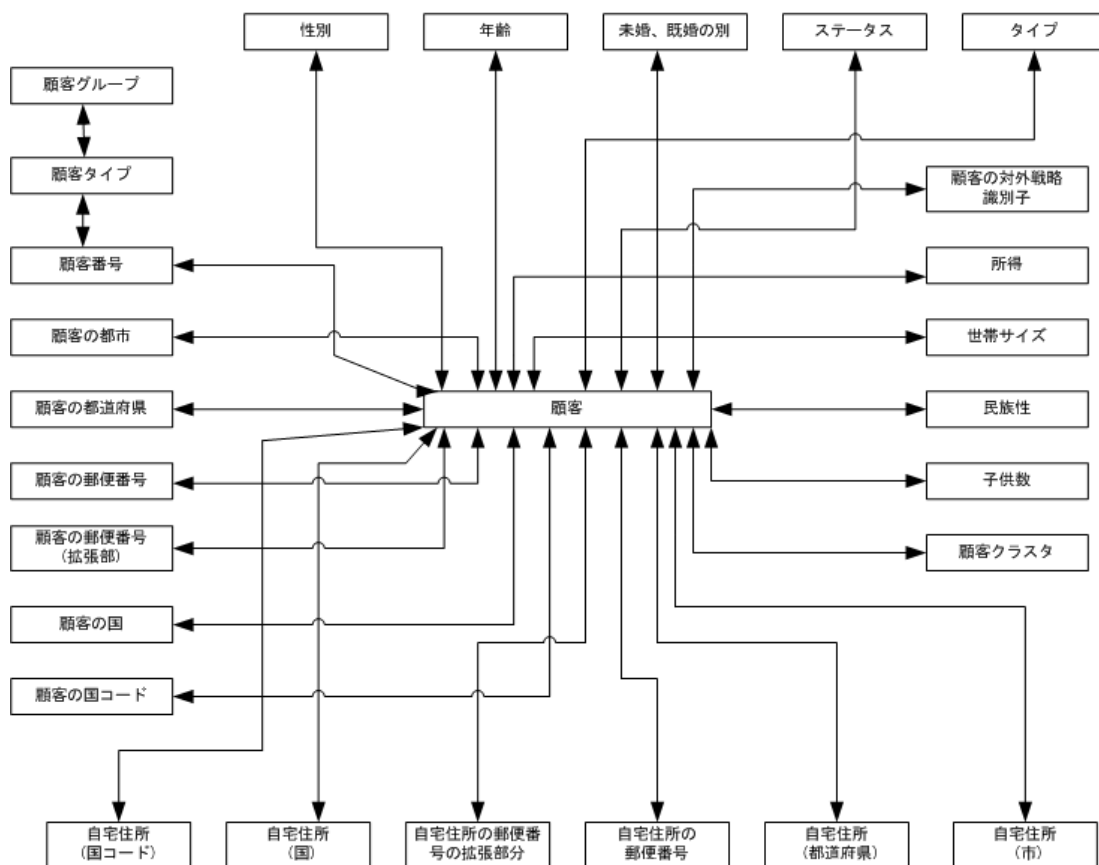 性別
年齢
未婚、既婚の別
ステータス
タイプ
顧客グループ
顧客タイプ
顧客の対外戦略
識別子
顧客番号
所得
顧客の都市
世帯サイズ
顧客の都道府県
顧客
民族性
顧客の郵便番号
子供数
顧客の郵便番号
(拡張部)
顧客クラスタ
顧客の国
顧客の国コード
自宅住所
(国コード)
自宅住所
(国)
自宅住所の郵便番
号の拡張部分
自宅住所の
郵便番号
自宅住所
(都道府県)
自宅住所
(市)